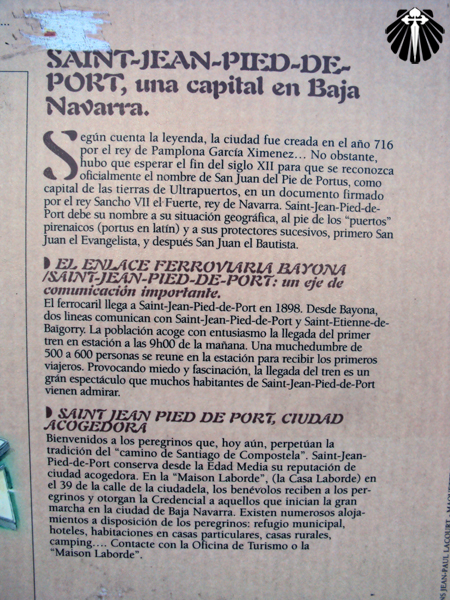 SAINT-JEAN-PIED-DE-
PORT, una capital en Baja
Navarra.
Según cuenta la leyenda, la ciudad fue creada en el año 716
por el rey de Pamplona García Ximenez... No obstante,
hubo que esperar el fin del siglo XII para que se reconozca
oficialmente el nombre de San Juan del Pie de Portus, como
capital de las tierras de Ultrapuertos, en un documento firmado
por el rey Sancho VII el Fuerte, rey de Navarra. Saint-Jean-Pied-de-
Port debe su nombre a su situación geográfica, al pie de los “puertos”
pirenaicos (portus en latín) y a sus protectores sucesivos, primero San
Juan el Evangelista, y después San Juan el Bautista.
EL ENLACE FERROVIARIA BAYONA
/SAINT-JEAN-PIED-DE-PORT: un eje de
comunicación importante.
El ferrocaril llega a Saint-Jean-Pied-de-Port en 1898. Desde Bayona,
dos lineas comunican con Saint-Jean-Pied-de-Port y Saint-Etienne-de-
Baigorry. La población acoge con entusiasmo la llegada del primer
tren en estación a las 9h00 de la mañana. Una muchedumbre de
500 a 600 personas se reune en la estación para recibir los primeros
viajeros. Provocando miedo y fascinación, la llegada del tren es un
grán espectáculo que muchos habitantes de Saint-Jean-Pied-de-Port
vienen admirar.
SAINT JEAN PIED DE PORT, CIUDAD
ACOGEDORA
Bienvenidos a los peregrinos que, hoy aún, perpetúan la
tradición del “camino de Santiago de Compostela”. Saint-Jean-
Pied-de-Port conserva desde la Edad Media su reputación de
ciudad acogedora. En la “Maison Laborde”, (la Casa Laborde) en
el 39 de la calle de la ciudadela, los benévolos reciben a los per-
egrinos y otorgan la Credencial a aquellos que inician la gran
marcha en la ciudad de Baja Navarra. Existen numerosos aloja-
mientos a disposición de los peregrinos: refugio municipal,
hoteles, habitaciones en casas particulares, casas rurales,
camping.... Contacte con la Oficina de Turismo o la
“Maison Laborde”.